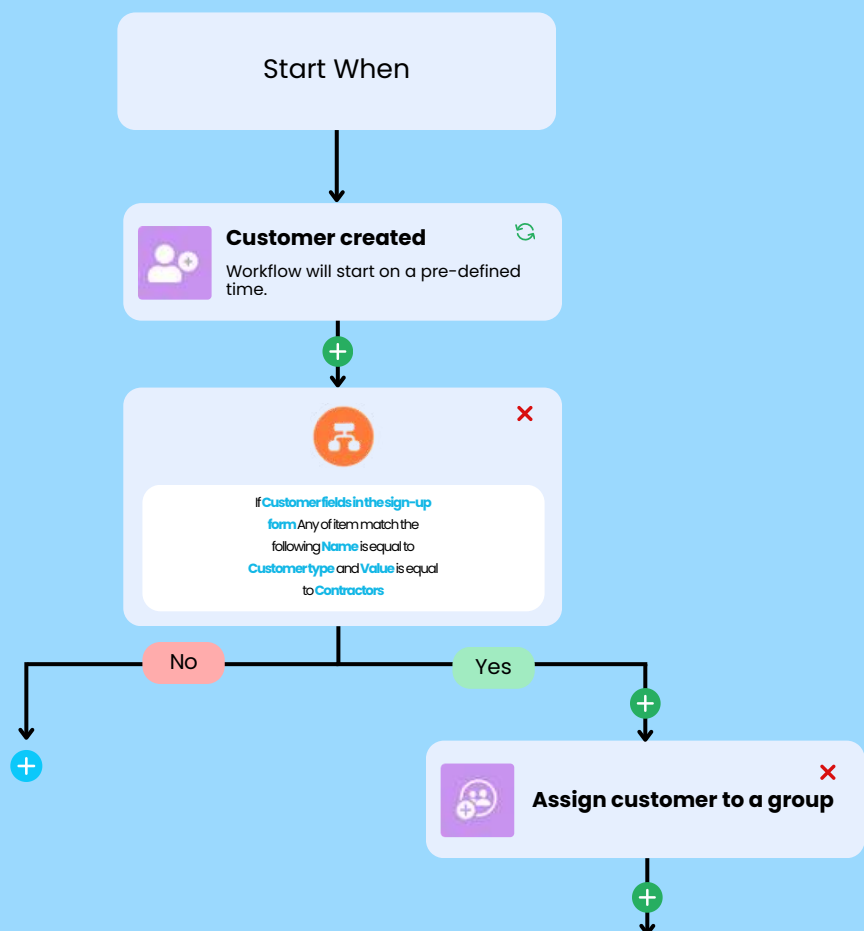 Start When
Customer created
Workflow will start on a pre-defined
time.
If Customer fields in the sign-up
form Any of item match the
following Name is equal to
Customer type and Value is equal
to Contractors
No
Yes
Assign customer to a group